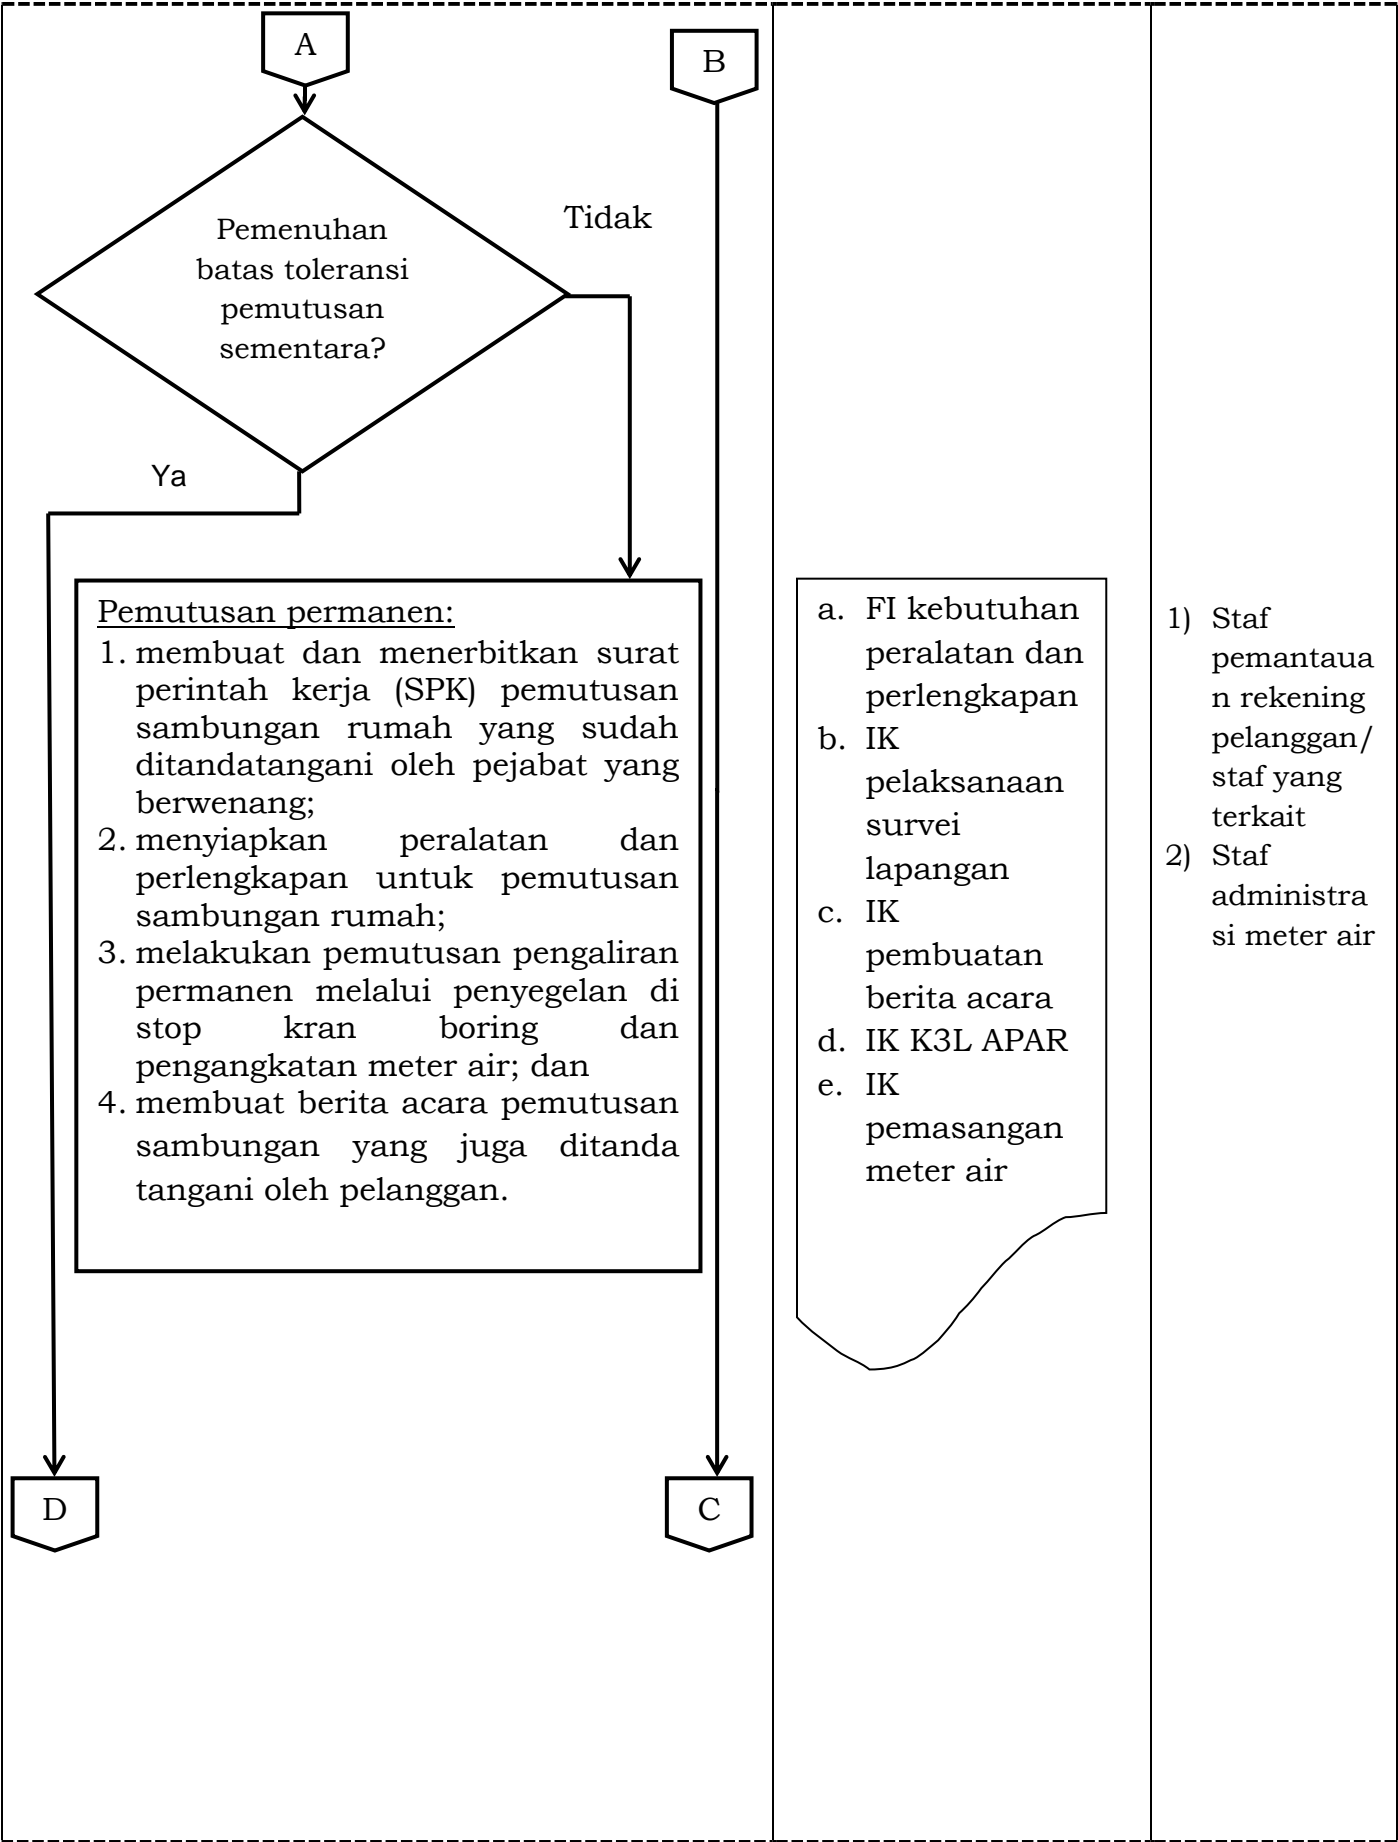 A
B
Pemenuhan
batas toleransi
pemutusan
sementara?
Tidak
Ya
Pemutusan permanen:
1. membuat dan menerbitkan surat
perintah kerja (SPK) pemutusan
sambungan rumah yang sudah
ditandatangani oleh pejabat yang
berwenang;
2. menyiapkan peralatan dan
perlengkapan untuk pemutusan
sambungan rumah;
3. melakukan pemutusan pengaliran
permanen melalui penyegelan di
stop kran boring dan
pengangkatan meter air; dan
4. membuat berita acara pemutusan
sambungan yang juga ditanda
tangani oleh pelanggan.
a. FI kebutuhan
peralatan dan
perlengkapan
b. IK
pelaksanaan
survei
lapangan
c. IK
pembuatan
berita acara
d. IK K3L APAR
e. IK
pemasangan
meter air
1) Staf
pemantaua
n rekening
pelanggan/
staf yang
terkait
2) Staf
administra
si meter air
D
C